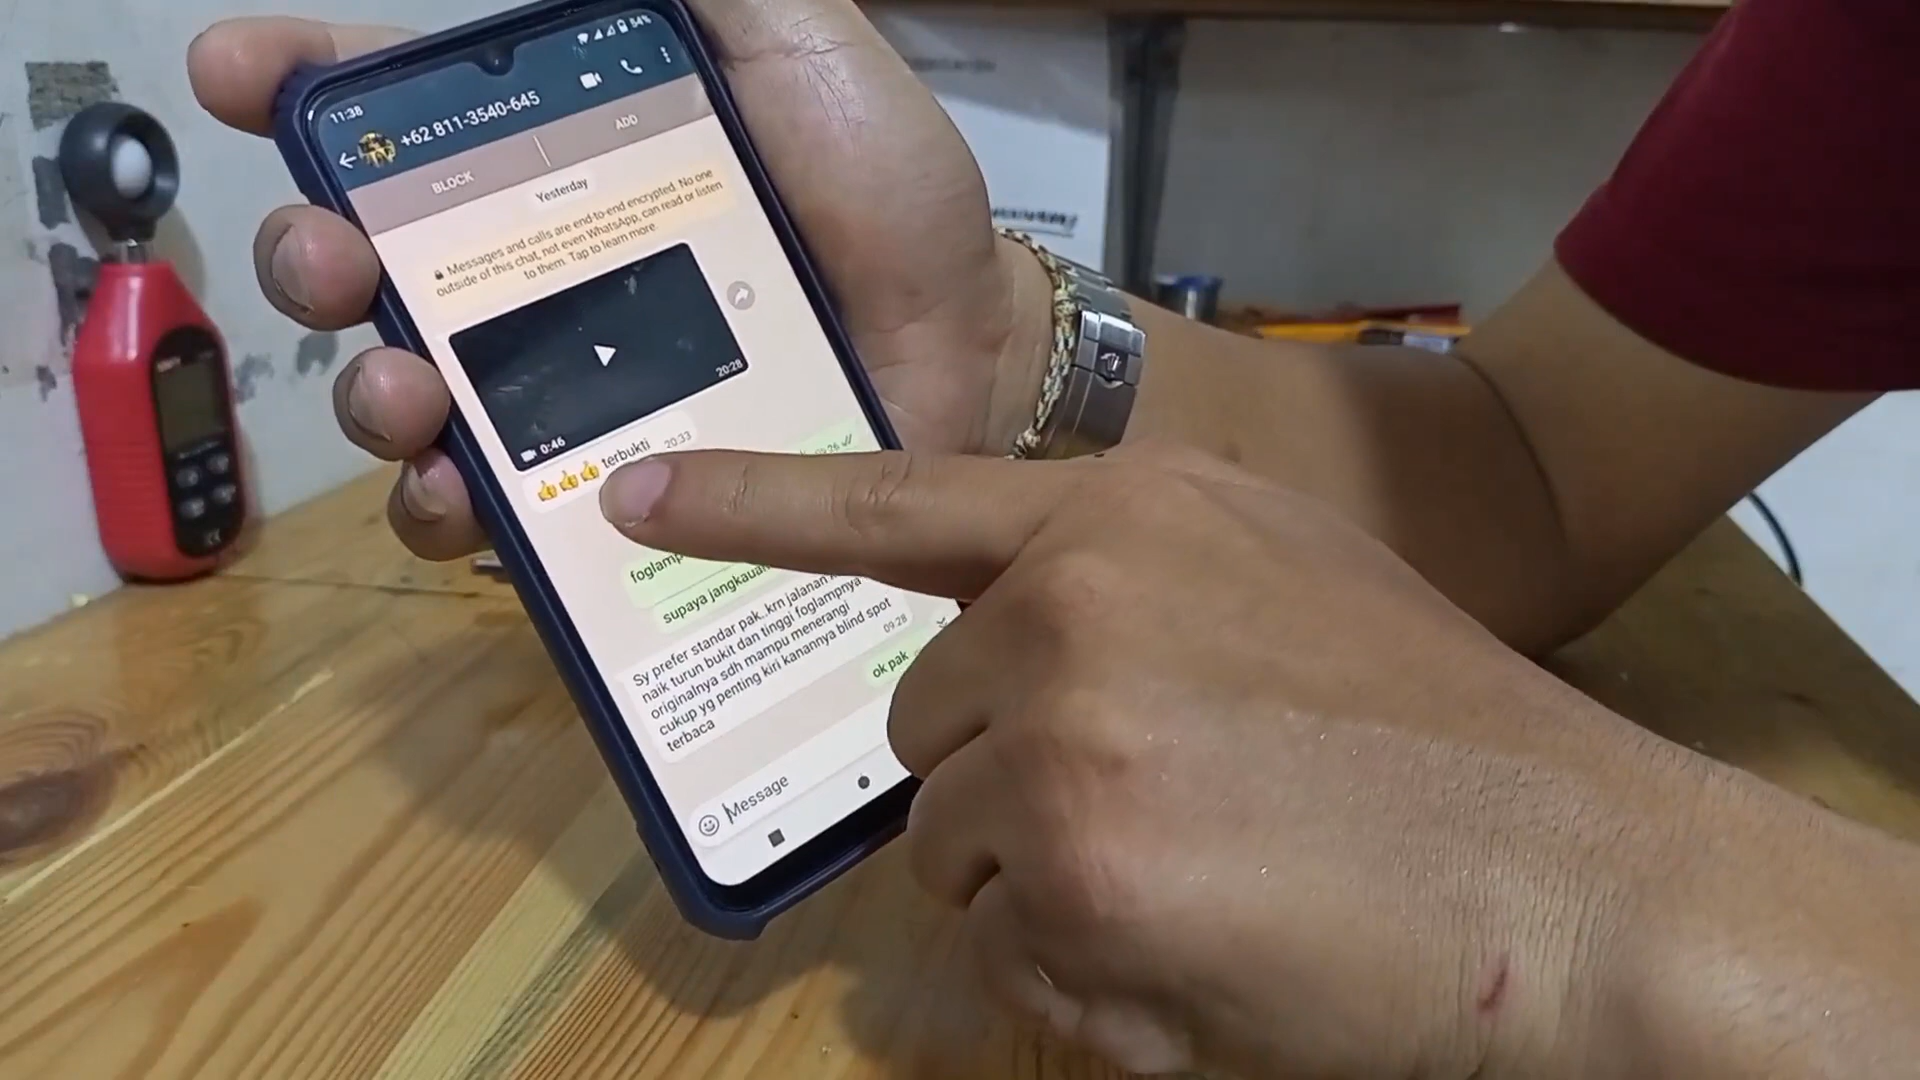 11:38
54%
+62 811-3540-645
BLOCK
ADD
Yesterday
Messages and calls are end-to-end encrypted. No one
outside of this chat, not even WhatsApp, can read or listen
to them. Tap to learn more.
0:46
20:28
👍👍👍 terbukti 20:33
09:26
foglamp
supaya jangkauan
Sy prefer standar pak..krn jalanan
naik turun bukit dan tinggi foglampnya
originalnya sdh mampu menerangi
cukup yg penting kiri kanannya blind spot
terbaca
09:28
ok pak
Message